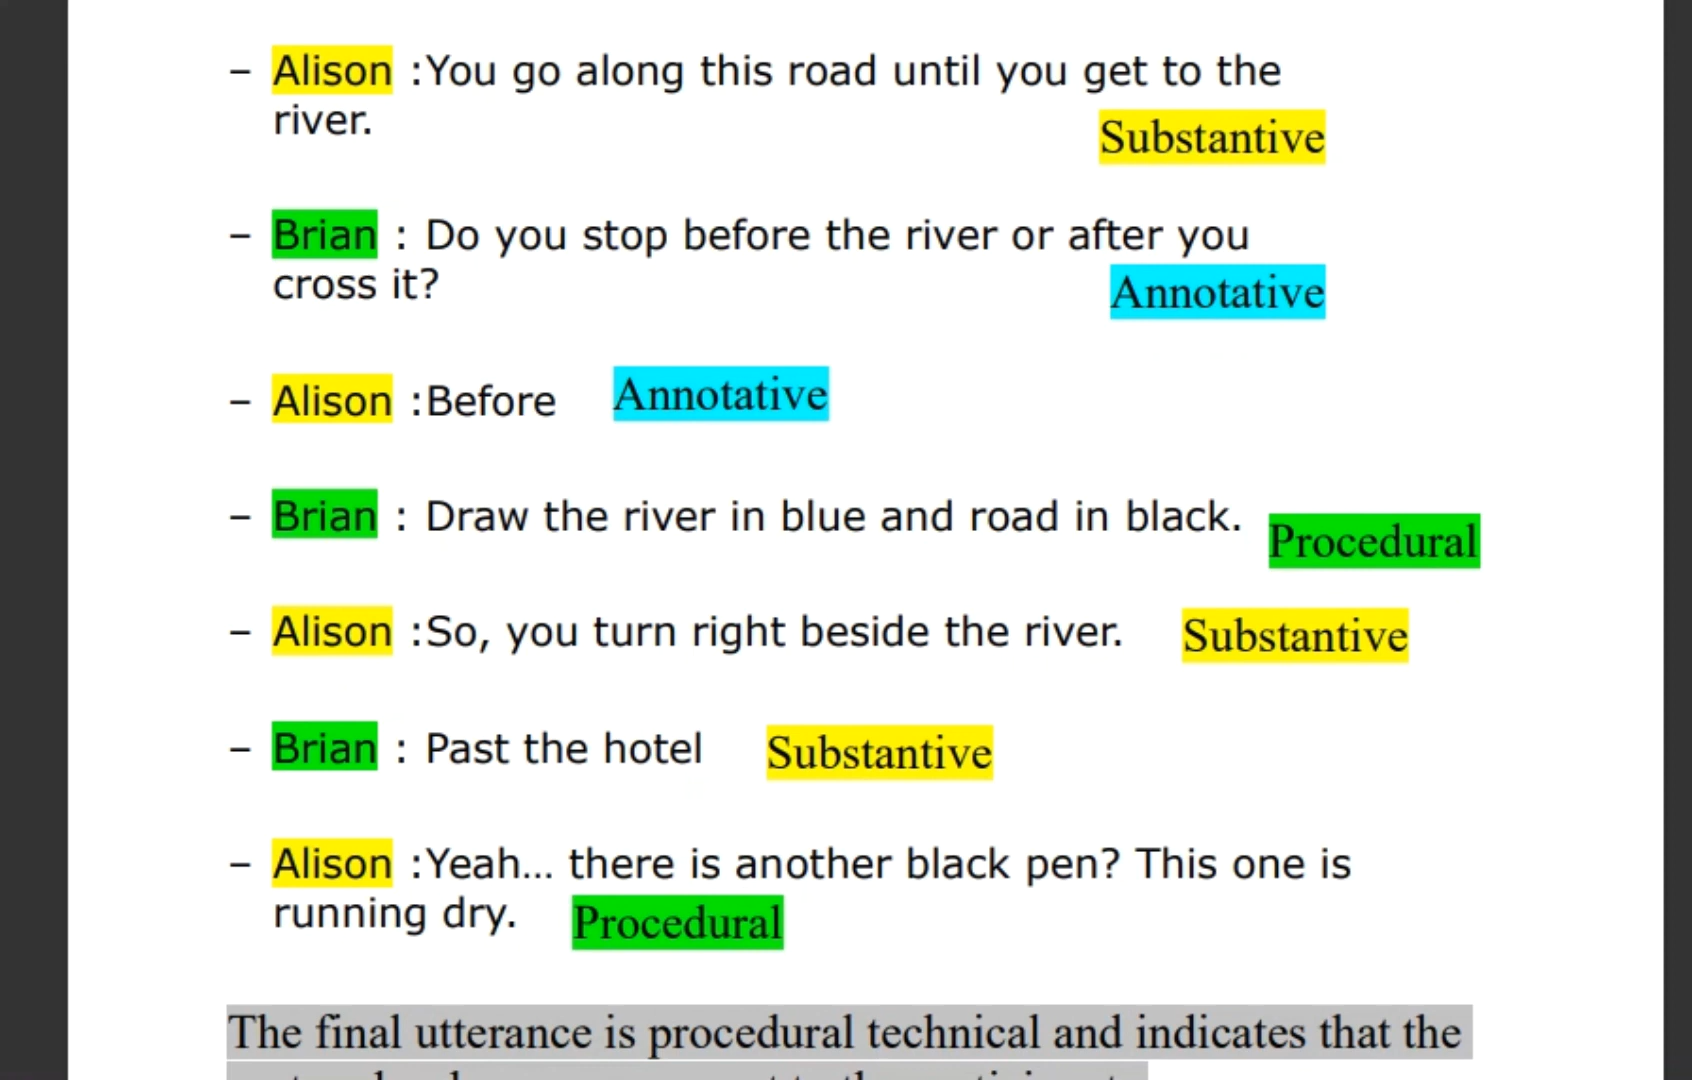 – Alison :You go along this road until you get to the
river.
Substantive
– Brian : Do you stop before the river or after you
cross it?
Annotative
– Alison :Before Annotative
– Brian : Draw the river in blue and road in black.
Procedural
– Alison :So, you turn right beside the river. Substantive
– Brian : Past the hotel Substantive
– Alison :Yeah... there is another black pen? This one is
running dry. Procedural
The final utterance is procedural technical and indicates that the